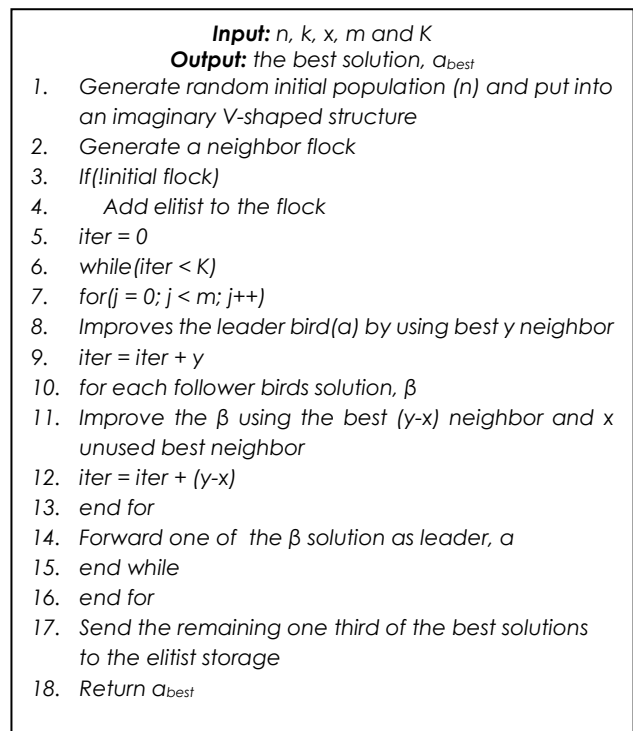 Input: n, k, x, m and K
Output: the best solution, abest
1. Generate random initial population (n) and put into
an imaginary V-shaped structure
2. Generate a neighbor flock
3. If(!initial flock)
4. Add elitist to the flock
5. iter = 0
6. while(iter < K)
7. for(j = 0; j < m; j++)
8. Improves the leader bird(a) by using best y neighbor
9. iter = iter + y
10. for each follower birds solution, β
11. Improve the β using the best (y-x) neighbor and x
unused best neighbor
12. iter = iter + (y-x)
13. end for
14. Forward one of the β solution as leader, a
15. end while
16. end for
17. Send the remaining one third of the best solutions
to the elitist storage
18. Return abest